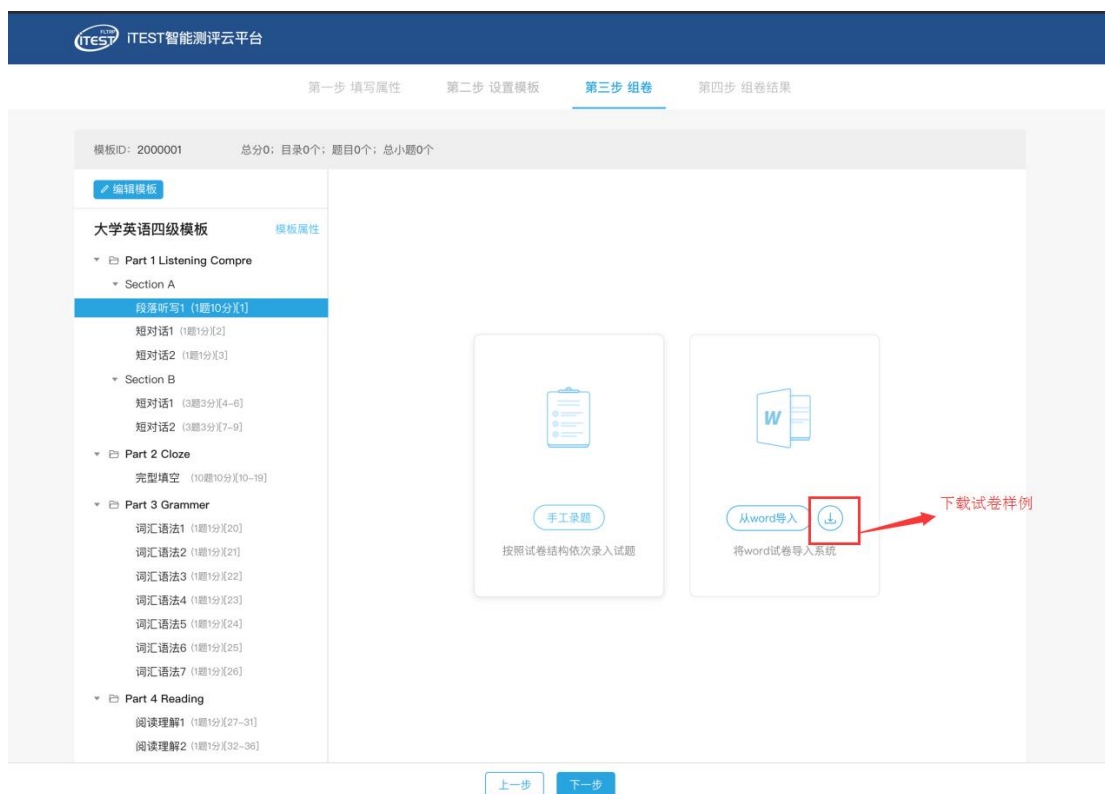 FLTRP
iTEST iTEST智能测评云平台
第一步 填写属性 第二步 设置模板 第三步 组卷 第四步 组卷结果
模板ID: 2000001 总分0; 目录0个; 题目0个; 总小题0个
编辑模板
大学英语四级模板 模板属性
Part 1 Listening Compre
Section A
段落听写1 (1题10分)[1]
短对话1 (1题1分)[2]
短对话2 (1题1分)[3]
Section B
短对话1 (3题3分)[4-6]
短对话2 (3题3分)[7-9]
Part 2 Cloze
完型填空 (10题10分)[10-19]
Part 3 Grammer
词汇语法1 (1题1分)[20]
词汇语法2 (1题1分)[21]
词汇语法3 (1题1分)[22]
词汇语法4 (1题1分)[23]
词汇语法5 (1题1分)[24]
词汇语法6 (1题1分)[25]
词汇语法7 (1题1分)[26]
Part 4 Reading
阅读理解1 (1题1分)[27-31]
阅读理解2 (1题1分)[32-36]
手工录题
按照试卷结构依次录入试题
W
从word导入
将word试卷导入系统
下载试卷样例
上一步 下一步